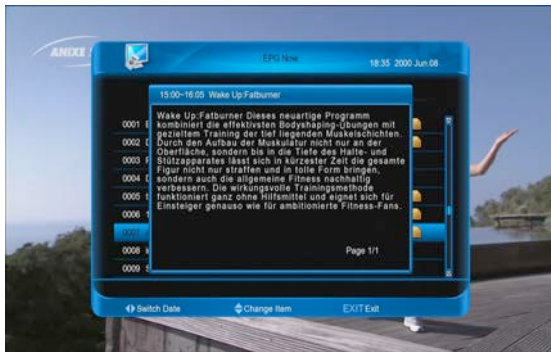 ANIXE
EPG Now
18:35 2000 Jun.08
15:00~16:05 Wake Up:Fatburner
Wake Up:Fatburner Dieses neuartige Programm
kombiniert die effektivsten Bodyshaping-Übungen mit
gezieltem Training der tief liegenden Muskelschichten.
Durch den Aufbau der Muskulatur nicht nur an der
Oberfläche, sondern bis in die Tiefe des Halte- und
Stützapparates lässt sich in kürzester Zeit die gesamte
Figur nicht nur straffen und in tolle Form bringen,
sondern auch die allgemeine Fitness nachhaltig
verbessern. Die wirkungsvolle Trainingsmethode
funktioniert ganz ohne Hilfsmittel und eignet sich für
Einsteiger genauso wie für ambitionierte Fitness-Fans.
Page 1/1
0001
0002
0003
0004
0005
0006
0007
0008
0009
Switch Date
Change Item
EXIT Exit